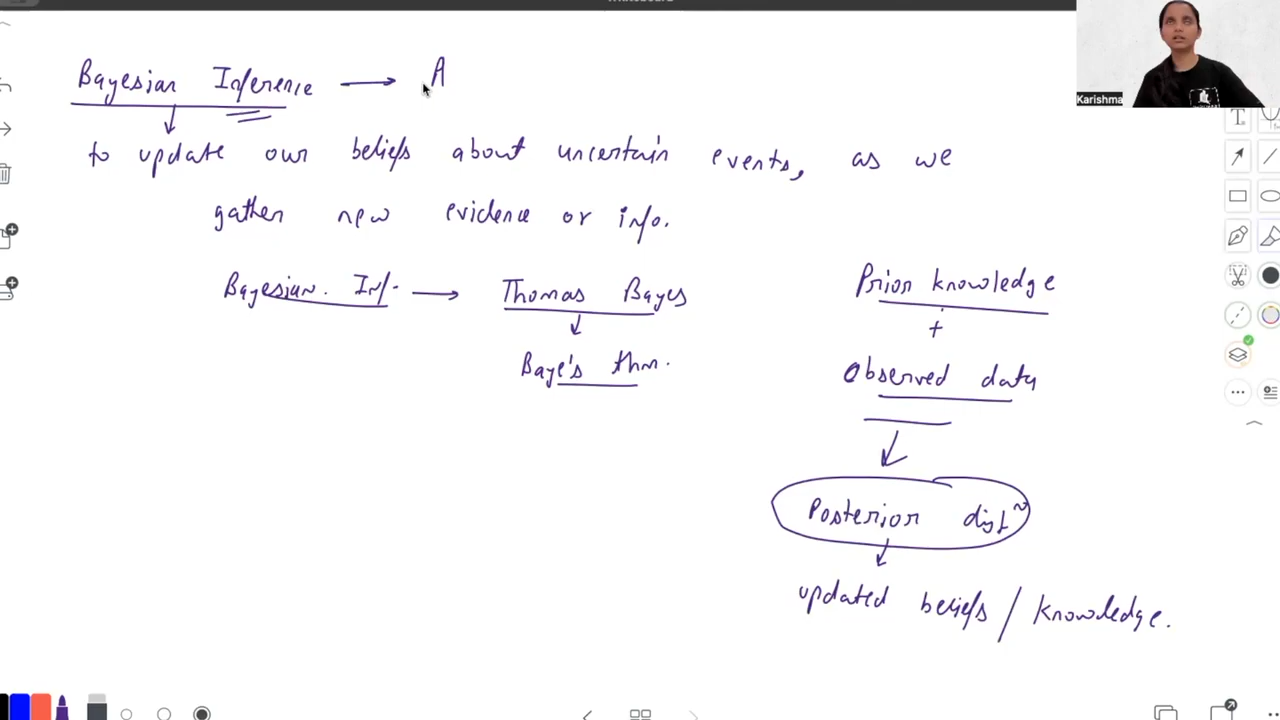 Bayesian Inference → A
to update our beliefs about uncertain events, as we
gather new evidence or info.
Bayesian. Inf. → Thomas Bayes
Baye's thm.
Prior knowledge
+
Observed data
Posterior distⁿ
updated beliefs / knowledge.
Karishma
T